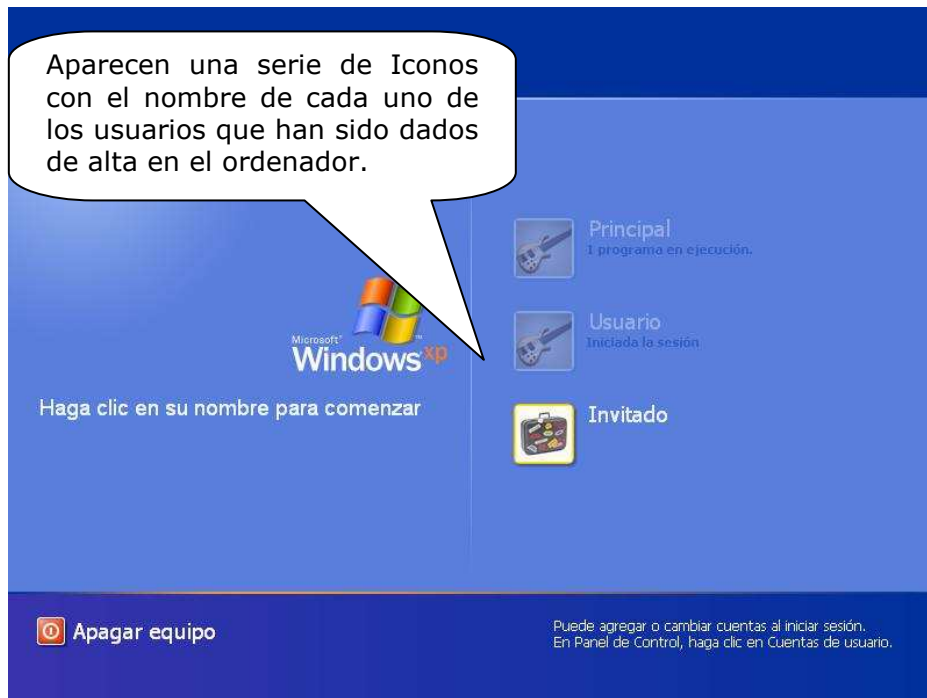 Aparecen una serie de Iconos
con el nombre de cada uno de
los usuarios que han sido dados
de alta en el ordenador.
Principal
1 programa en ejecución.
Usuario
Iniciada la sesión
Microsoft®
Windows xp
Haga clic en su nombre para comenzar
Invitado
Apagar equipo
Puede agregar o cambiar cuentas al iniciar sesión.
En Panel de Control, haga clic en Cuentas de usuario.